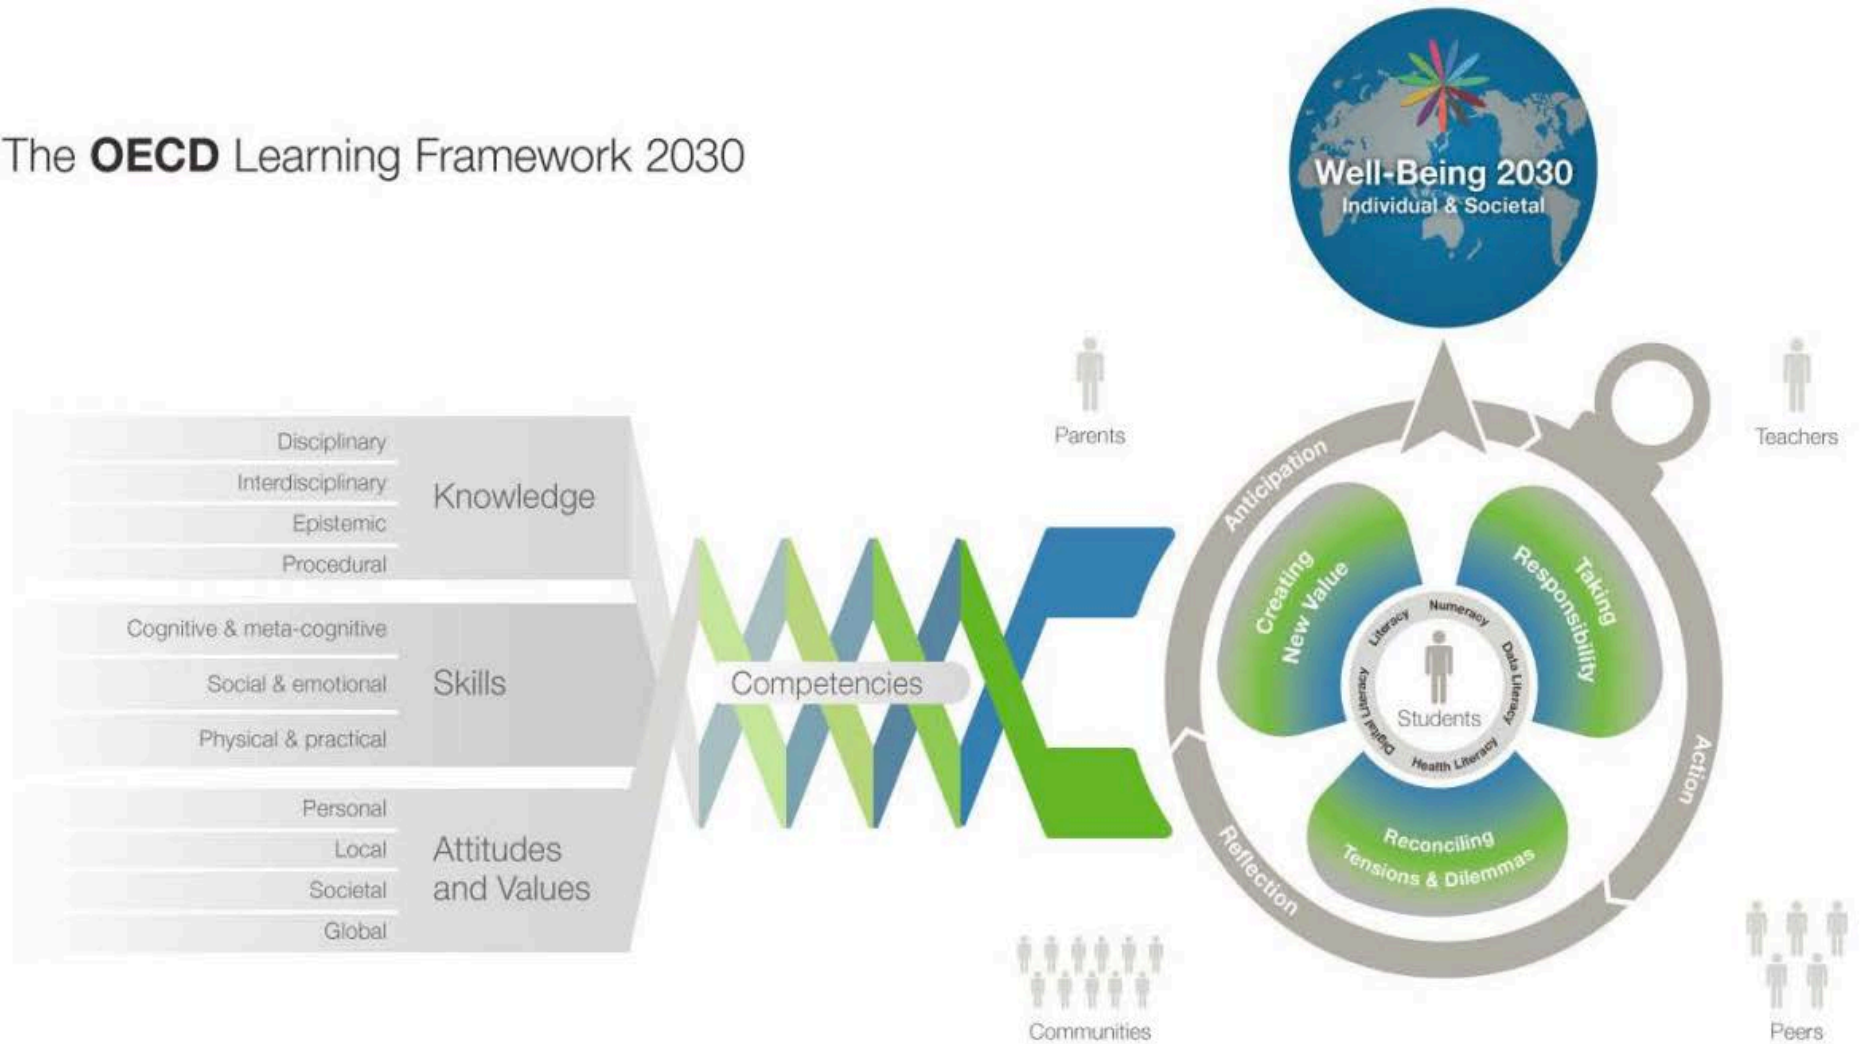 The OECD Learning Framework 2030
Well-Being 2030
Individual & Societal
Disciplinary
Interdisciplinary
Epistemic
Procedural
Knowledge
Cognitive & meta-cognitive
Social & emotional
Physical & practical
Skills
Personal
Local
Societal
Global
Attitudes
and Values
Competencies
Parents
Teachers
Anticipation
Action
Reflection
Creating
New Value
Taking
Responsibility
Reconciling
Tensions & Dilemmas
Literacy
Numeracy
Data Literacy
Health Literacy
Digital Literacy
Students
Communities
Peers